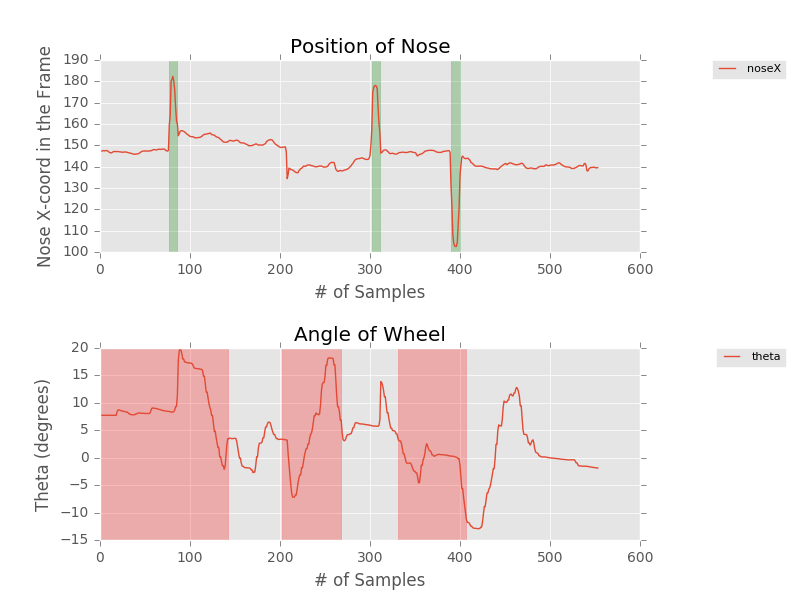 Position of Nose
Nose X-coord in the Frame
190
180
170
160
150
140
130
120
110
100
0 100 200 300 400 500 600
# of Samples
noseX
Angle of Wheel
Theta (degrees)
20
15
10
5
0
−5
−10
−15
0 100 200 300 400 500 600
# of Samples
theta